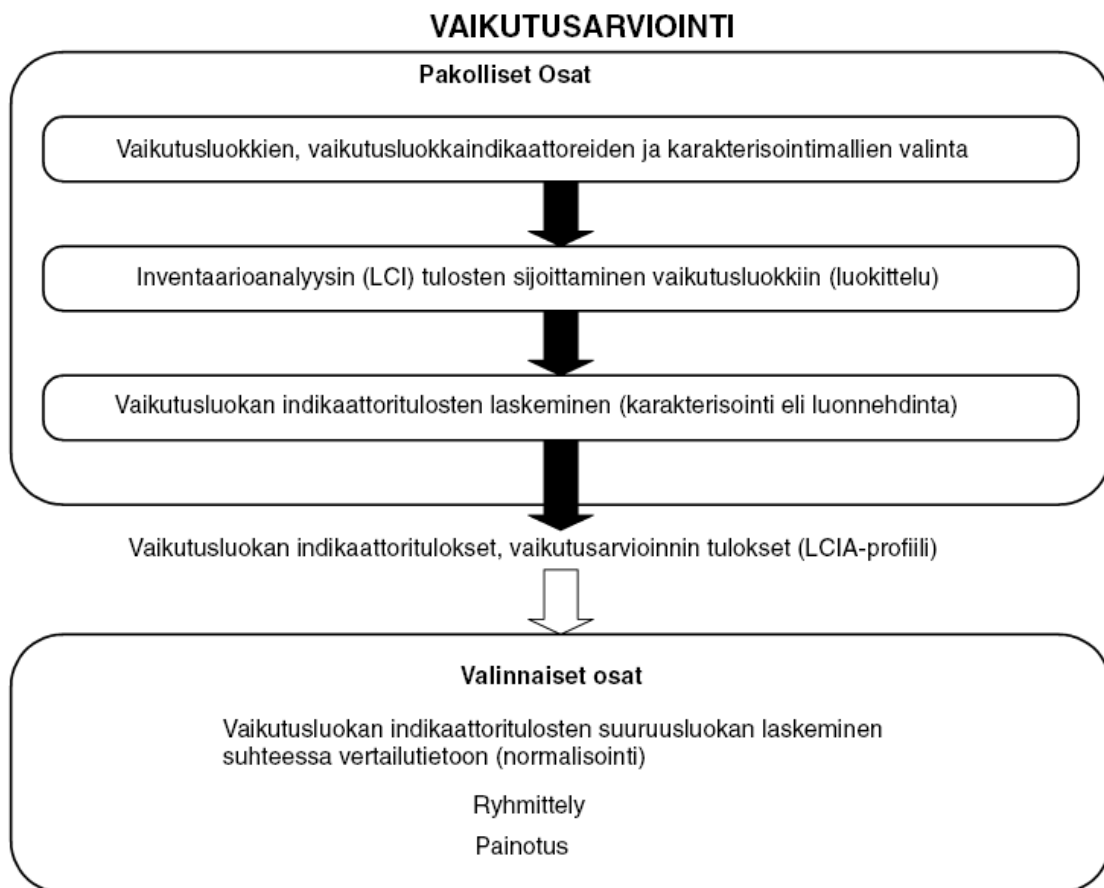 VAIKUTUSARVIOINTI
Pakolliset Osat
Vaikutusluokkien, vaikutusluokkaindikaattoreiden ja karakterisointimallien valinta
Inventaarioanalyysin (LCI) tulosten sijoittaminen vaikutusluokkiin (luokittelu)
Vaikutusluokan indikaattoritulosten laskeminen (karakterisointi eli luonnehdinta)
Vaikutusluokan indikaattoritulokset, vaikutusarvioinnin tulokset (LCIA-profiili)
Valinnaiset osat
Vaikutusluokan indikaattoritulosten suuruusluokan laskeminen
suhteessa vertailutietoon (normalisointi)
Ryhmittely
Painotus